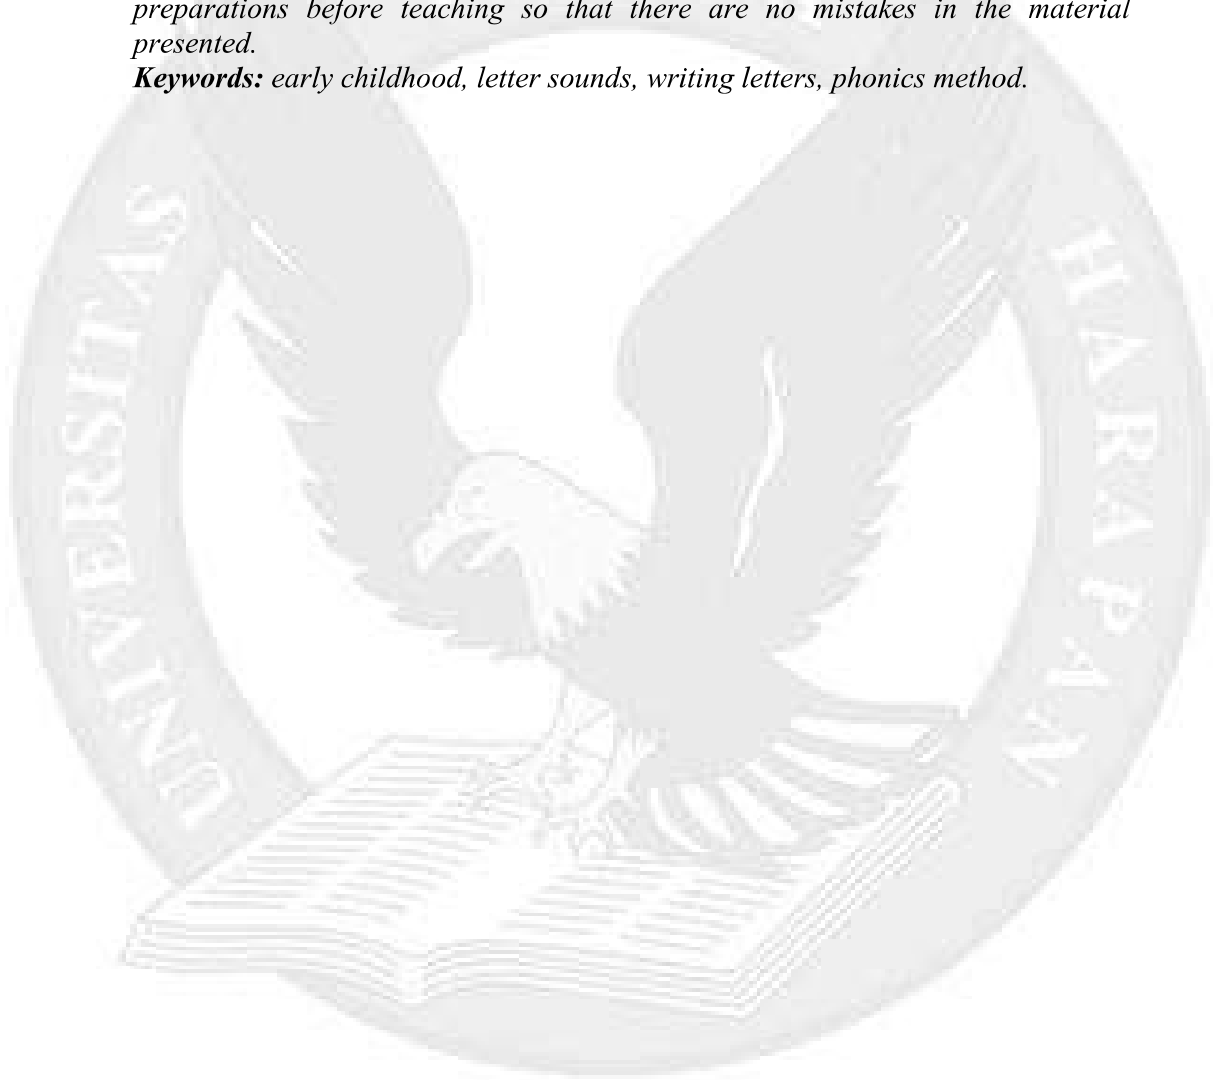 preparations before teaching so that there are no mistakes in the material
presented.
Keywords: early childhood, letter sounds, writing letters, phonics method.
UNIVERSITAS
HARAPAN